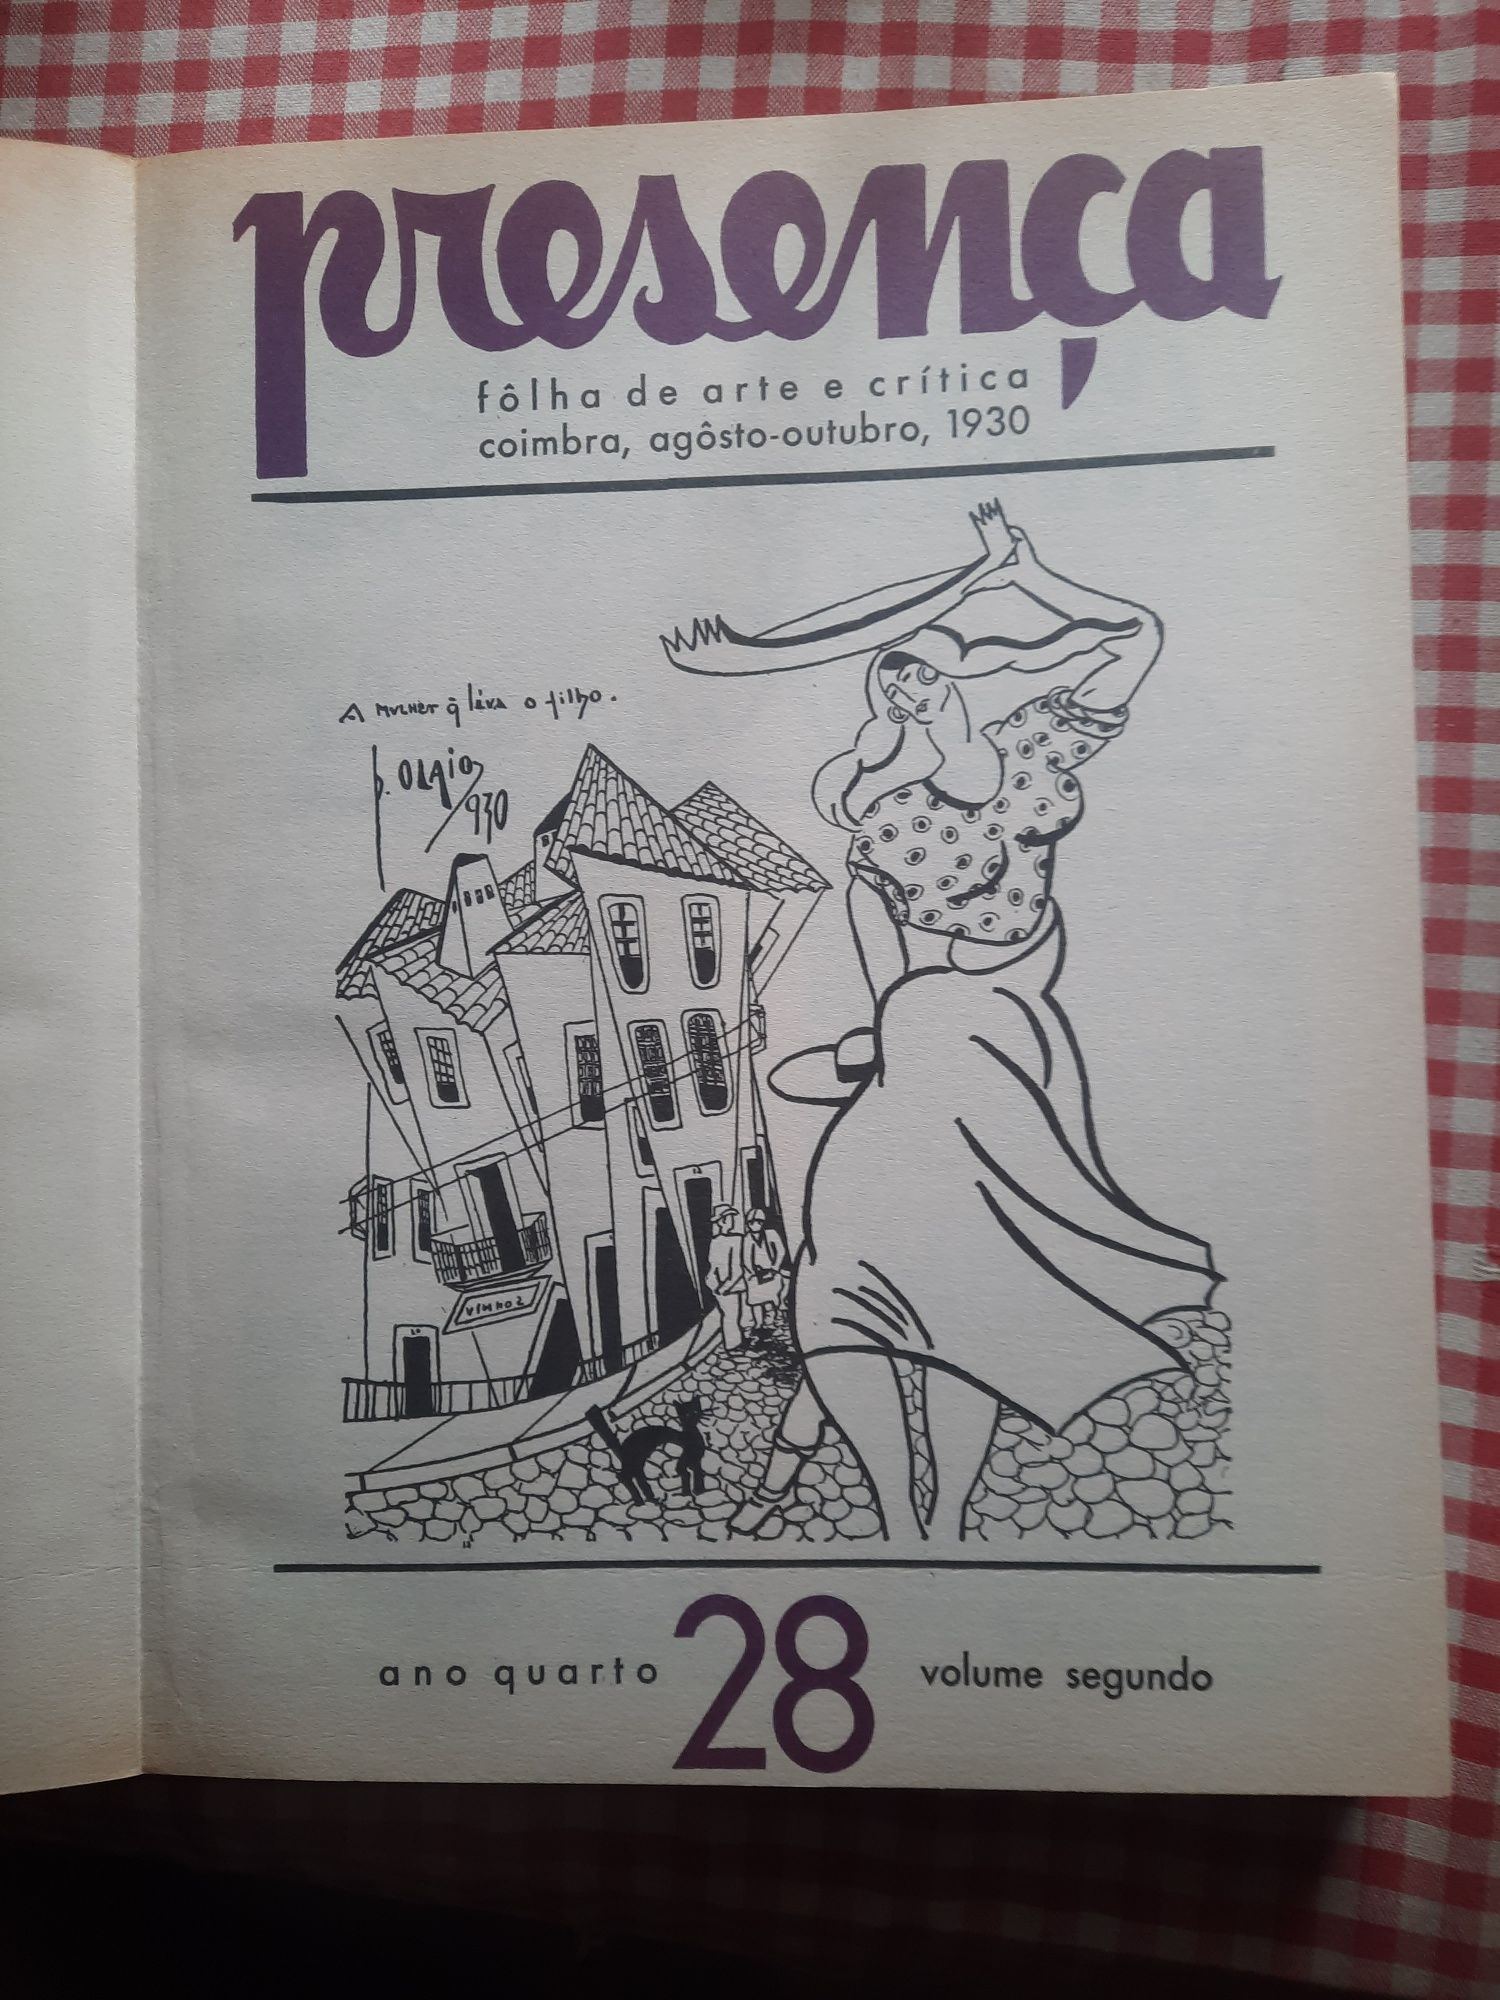 presença
fôlha de arte e crítica
coimbra, agôsto-outubro, 1930
A MULHER q̃ léva o filho.
p. OLAIO
/930
VINHOS
ano quarto 28 volume segundo